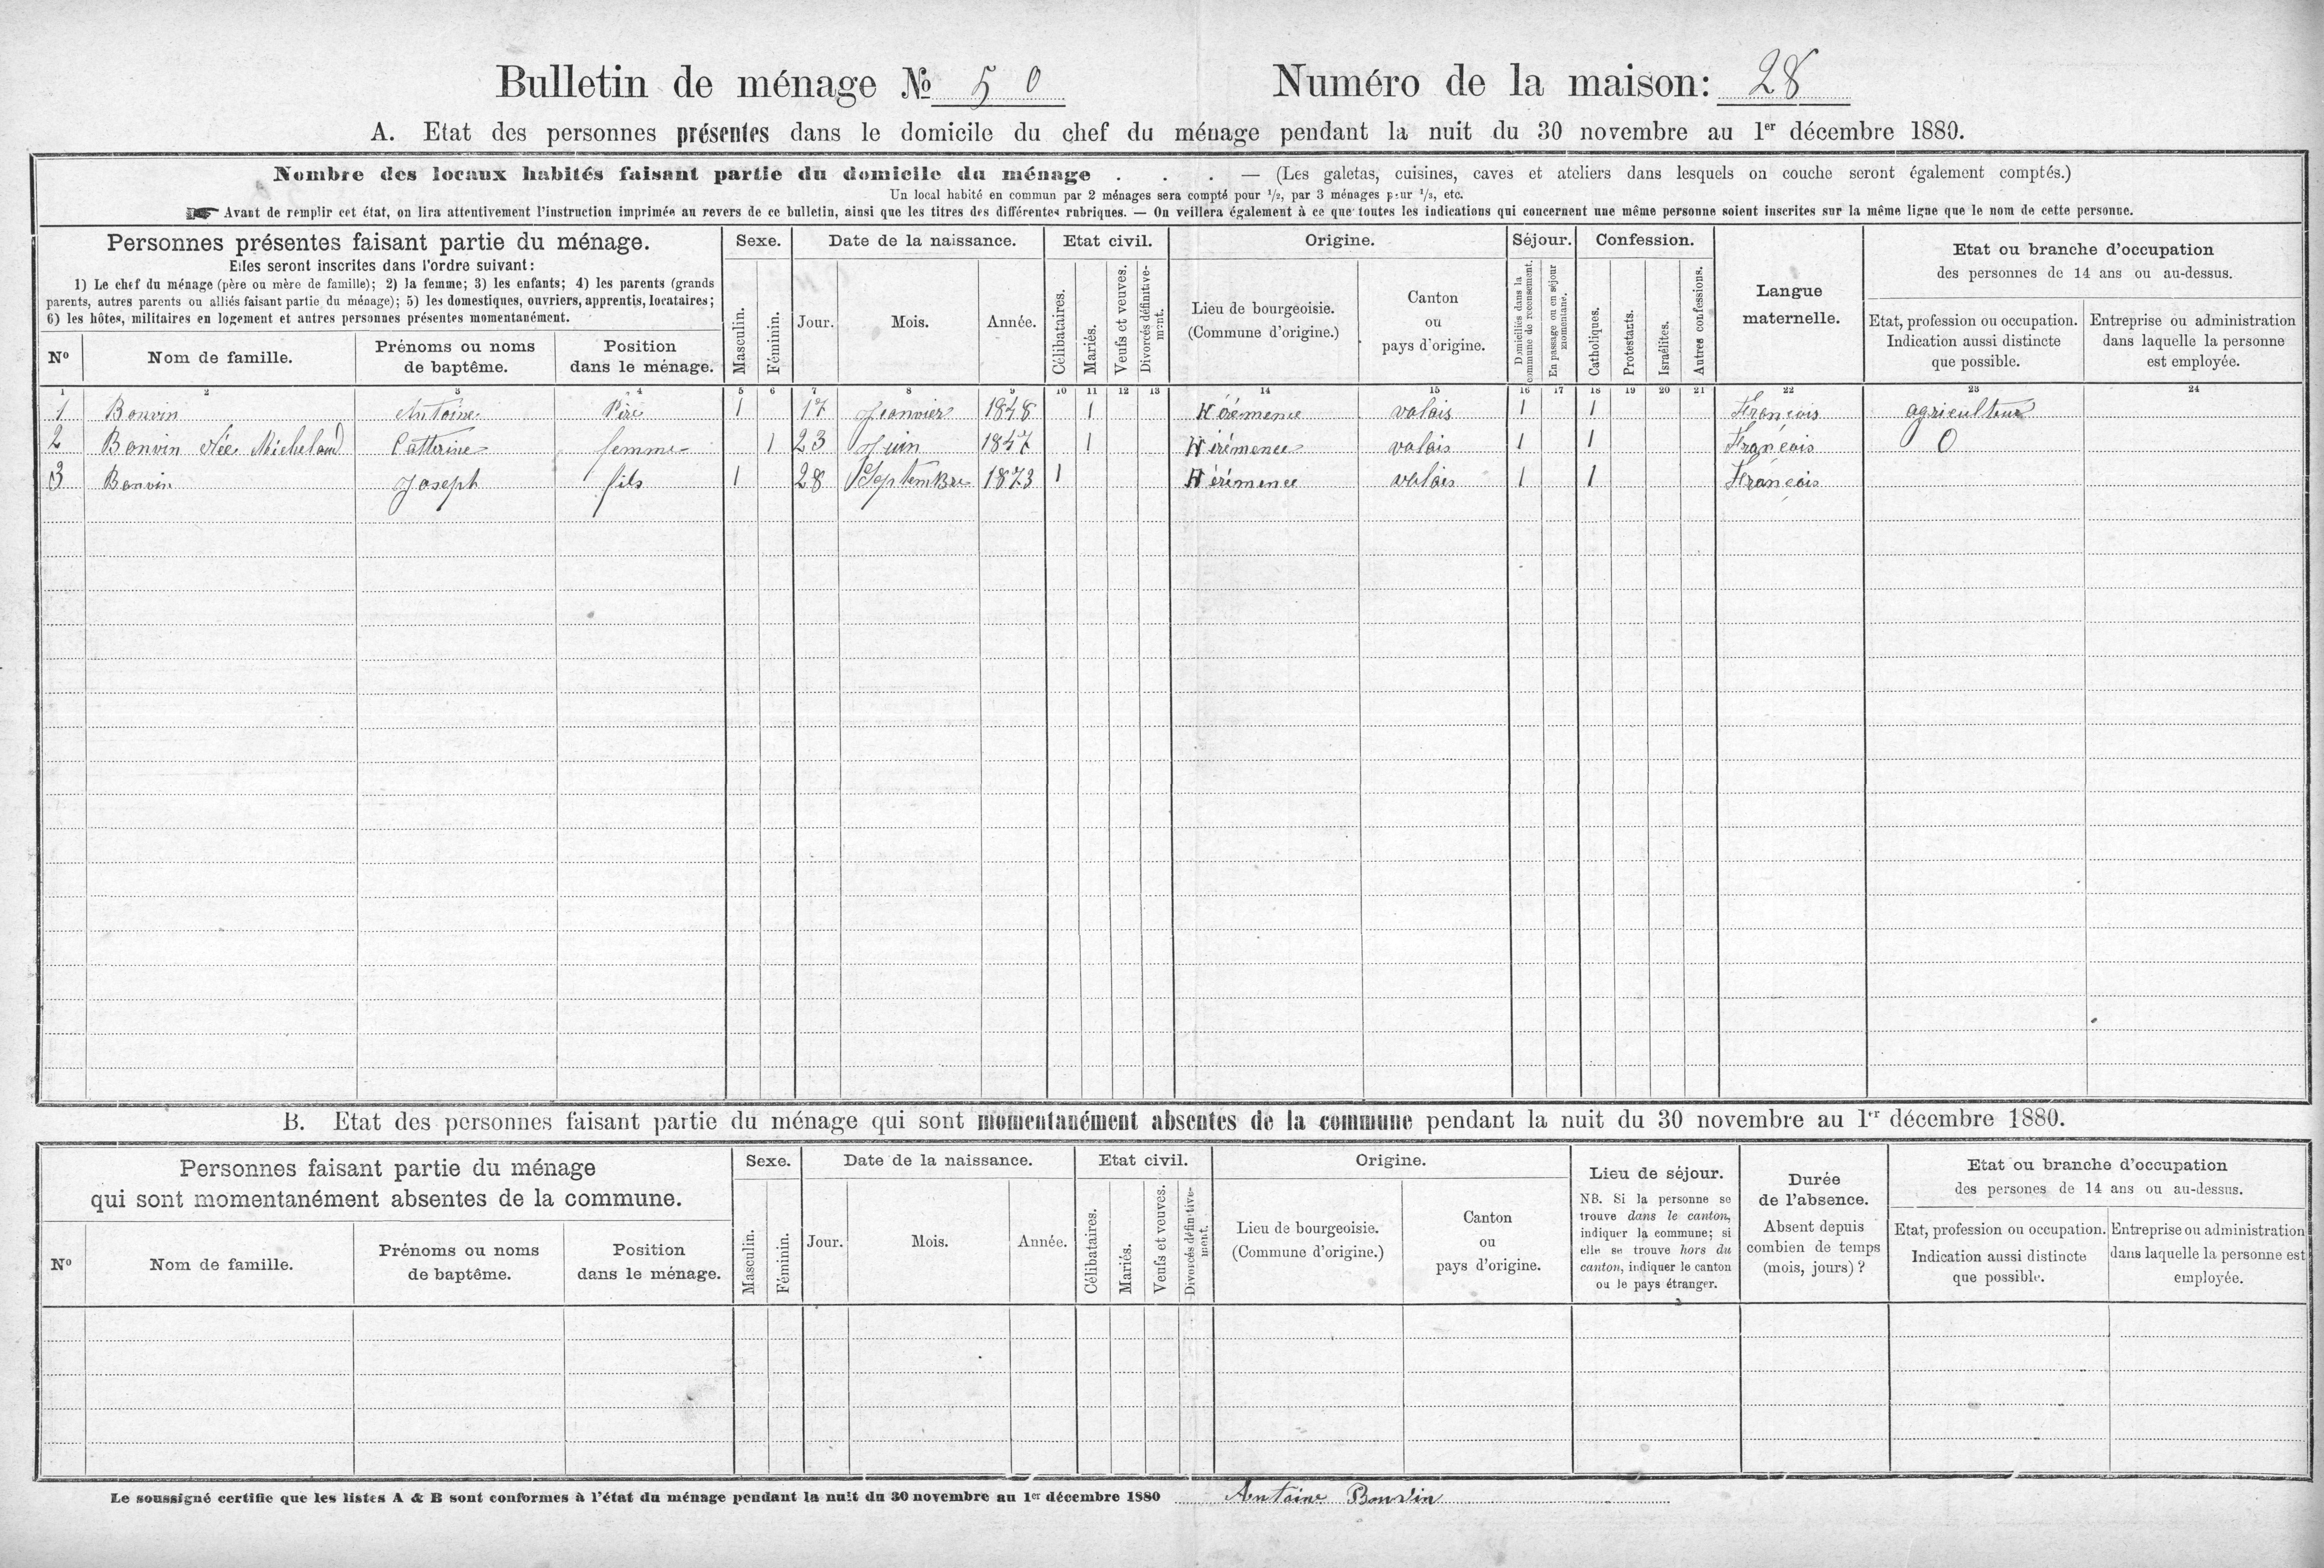 Bulletin de ménage № 50 Numéro de la maison: 28
A. Etat des personnes présentes dans le domicile du chef du ménage pendant la nuit du 30 novembre au 1er décembre 1880.
Nombre des locaux habités faisant partie du domicile du ménage . . . — (Les galetas, cuisines, caves et ateliers dans lesquels on couche seront également comptés.)
Un local habité en commun par 2 ménages sera compté pour 1/2, par 3 ménages pour 1/3, etc.
☞ Avant de remplir cet état, on lira attentivement l'instruction imprimée au revers de ce bulletin, ainsi que les titres des différentes rubriques. — On veillera également à ce que toutes les indications qui concernent une même personne soient inscrites sur la même ligne que le nom de cette personne.
Personnes présentes faisant partie du ménage.
Elles seront inscrites dans l'ordre suivant:
1) Le chef du ménage (père ou mère de famille); 2) la femme; 3) les enfants; 4) les parents (grands
parents, autres parents ou alliés faisant partie du ménage); 5) les domestiques, ouvriers, apprentis, locataires;
6) les hôtes, militaires en logement et autres personnes présentes momentanément.
Nº
Nom de famille.
Prénoms ou noms
de baptême.
Position
dans le ménage.
Sexe.
Masculin.
Féminin.
Date de la naissance.
Jour.
Mois.
Année.
Etat civil.
Célibataires.
Mariés.
Veufs et veuves.
Divorcés définitive-
ment.
Origine.
Lieu de bourgeoisie.
(Commune d'origine.)
Canton
ou
pays d'origine.
Séjour.
Domiciliés dans la
commune de recensement.
En passage ou en séjour
momentané.
Confession.
Catholiques.
Protestants.
Israélites.
Autres confessions.
Langue
maternelle.
Etat ou branche d'occupation
des personnes de 14 ans ou au-dessus.
Etat, profession ou occupation.
Indication aussi distincte
que possible.
Entreprise ou administration
dans laquelle la personne
est employée.
1 2 3 4 5 6 7 8 9 10 11 12 13 14 15 16 17 18 19 20 21 22 23 24
1 Bonvin Antoine Père 1 17 Jeanvier 1848 1 Hérémence valais 1 1 Francois agriculteur
2 Bonvin Née Michelaud Catterine femme 1 23 Juin 1847 1 Hérémence valais 1 1 Francois 0
3 Bonvin Joseph fils 1 28 Septembre 1873 1 Hérémence valais 1 1 Francois
B. Etat des personnes faisant partie du ménage qui sont momentanément absentes de la commune pendant la nuit du 30 novembre au 1er décembre 1880.
Personnes faisant partie du ménage
qui sont momentanément absentes de la commune.
Nº
Nom de famille.
Prénoms ou noms
de baptême.
Position
dans le ménage.
Sexe.
Masculin.
Féminin.
Date de la naissance.
Jour.
Mois.
Année.
Etat civil.
Célibataires.
Mariés.
Veufs et veuves.
Divorcés définitive-
ment.
Origine.
Lieu de bourgeoisie.
(Commune d'origine.)
Canton
ou
pays d'origine.
Lieu de séjour.
NB. Si la personne se
trouve dans le canton,
indiquer la commune; si
elle se trouve hors du
canton, indiquer le canton
ou le pays étranger.
Durée
de l'absence.
Absent depuis
combien de temps
(mois, jours)?
Etat ou branche d'occupation
des persones de 14 ans ou au-dessus.
Etat, profession ou occupation.
Indication aussi distincte
que possible.
Entreprise ou administration
dans laquelle la personne est
employée.
Le soussigné certifie que les listes A & B sont conformes à l'état du ménage pendant la nuit du 30 novembre au 1er décembre 1880 Antoine Bonvin